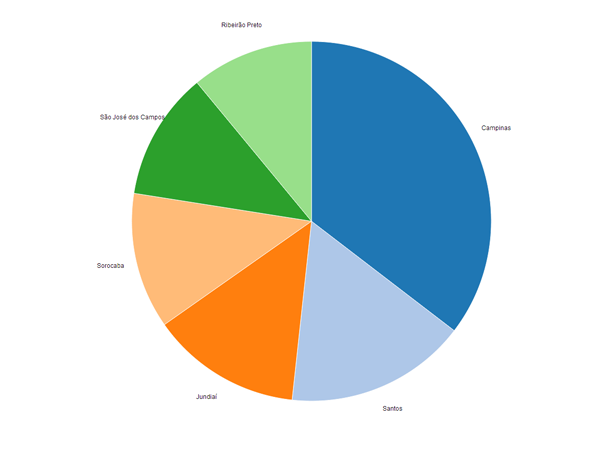 Ribeirão Preto
São José dos Campos
Campinas
Sorocaba
Jundiaí
Santos